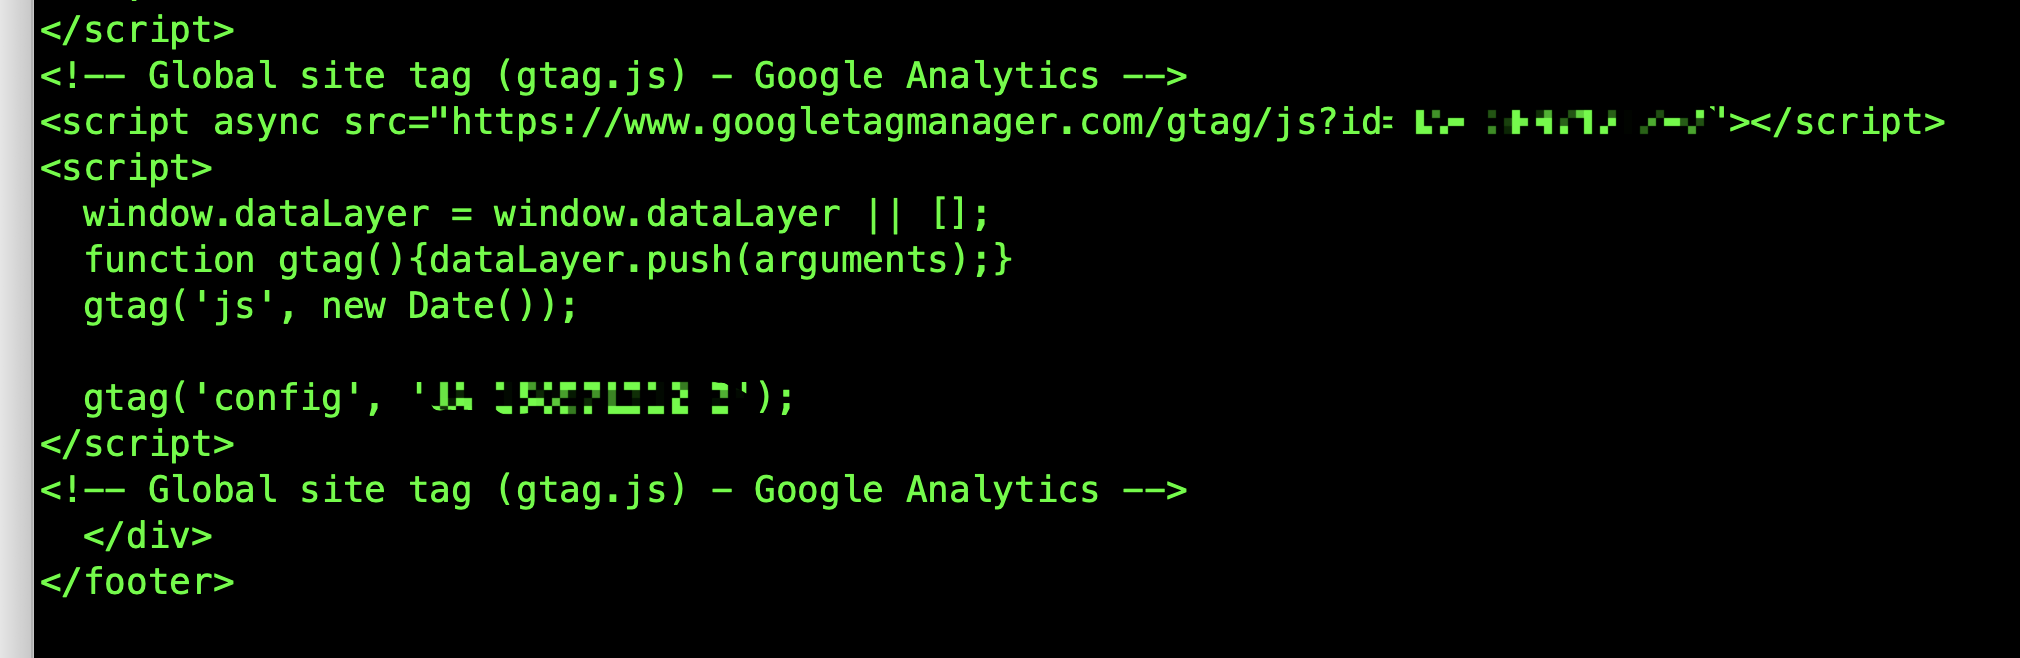 </script>
<!-- Global site tag (gtag.js) - Google Analytics -->
<script async src="https://www.googletagmanager.com/gtag/js?id= "></script>
<script>
  window.dataLayer = window.dataLayer || [];
  function gtag(){dataLayer.push(arguments);}
  gtag('js', new Date());

  gtag('config', ' ');
</script>
<!-- Global site tag (gtag.js) - Google Analytics -->
  </div>
</footer>